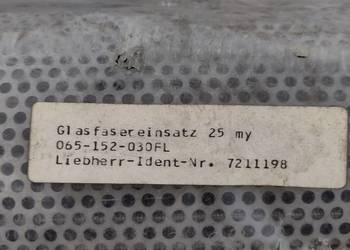 Glasfasereinsatz 25 my
065-152-030FL
Liebherr-Ident-Nr. 7211198